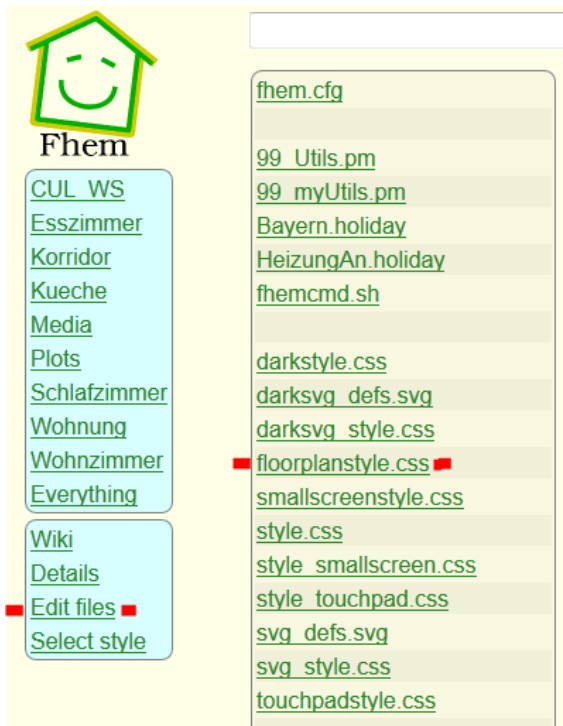 Fhem
CUL_WS
Esszimmer
Korridor
Kueche
Media
Plots
Schlafzimmer
Wohnung
Wohnzimmer
Everything
Wiki
Details
Edit files
Select style
fhem.cfg
99_Utils.pm
99_myUtils.pm
Bayern.holiday
HeizungAn.holiday
fhemcmd.sh
darkstyle.css
darksvg_defs.svg
darksvg_style.css
floorplanstyle.css
smallscreenstyle.css
style.css
style_smallscreen.css
style_touchpad.css
svg_defs.svg
svg_style.css
touchpadstyle.css